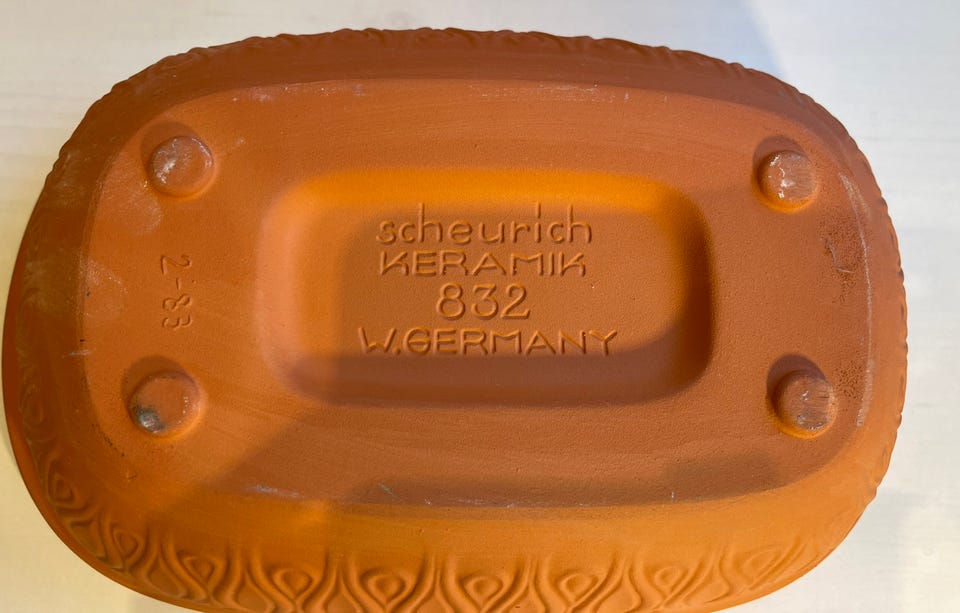 scheurich
KERAMIK
832
W.GERMANY
2-83